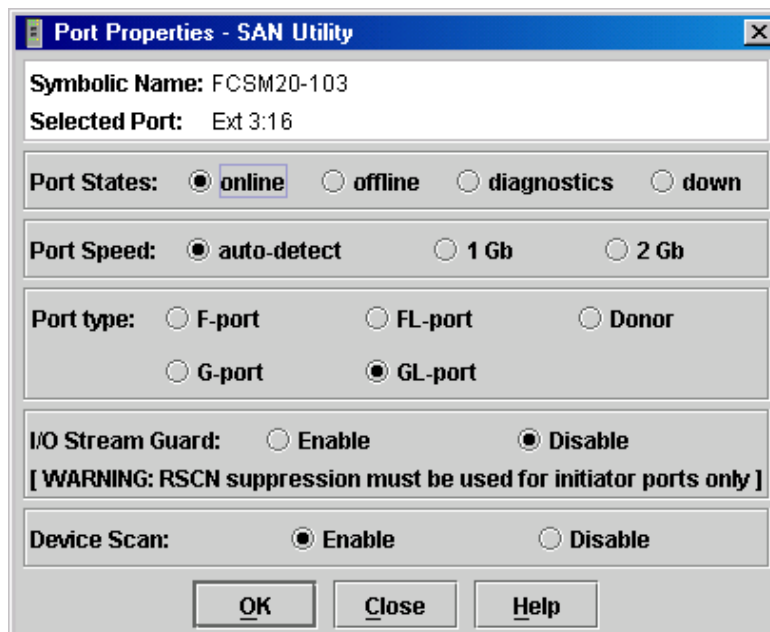 Port Properties - SAN Utility
Symbolic Name: FCSM20-103
Selected Port: Ext 3:16
Port States: online offline diagnostics down
Port Speed: auto-detect 1 Gb 2 Gb
Port type: F-port FL-port Donor
G-port GL-port
I/O Stream Guard: Enable Disable
[ WARNING: RSCN suppression must be used for initiator ports only ]
Device Scan: Enable Disable
OK Close Help